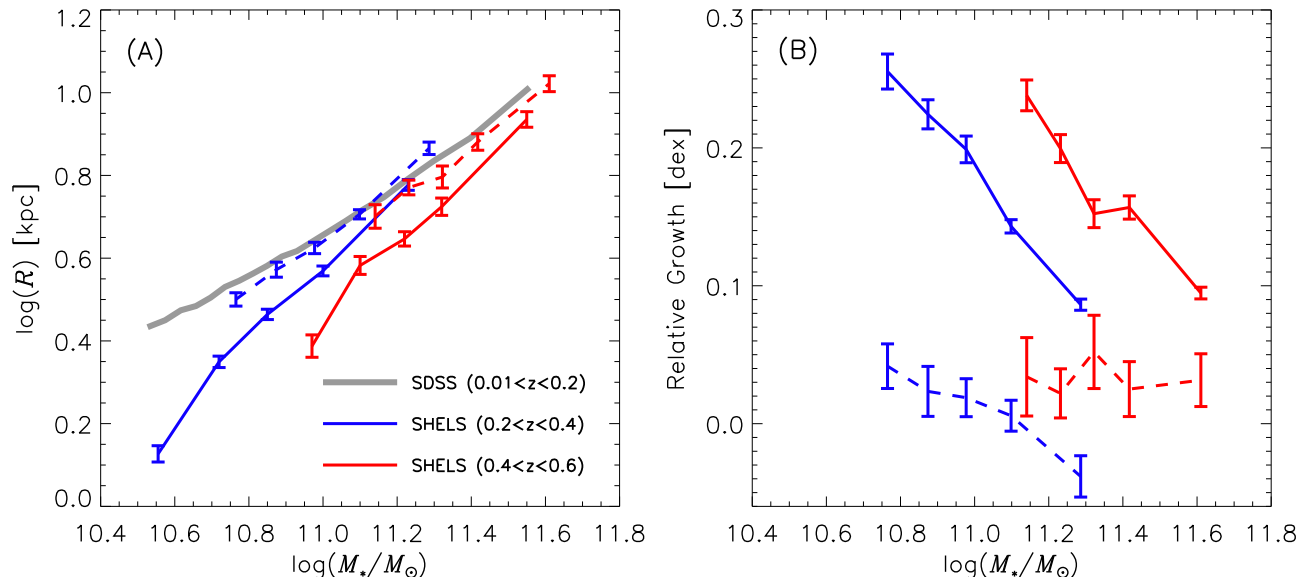 (A)
log(R) [kpc]
1.0
0.8
0.6
0.4
0.2
0.0
SDSS (0.01<z<0.2)
SHELS (0.2<z<0.4)
SHELS (0.4<z<0.6)
10.4 10.6 10.8 11.0 11.2 11.4 11.6 11.8
log(M*/M⊙)
(B)
Relative Growth [dex]
0.3
0.2
0.1
0.0
10.4 10.6 10.8 11.0 11.2 11.4 11.6 11.8
log(M*/M⊙)